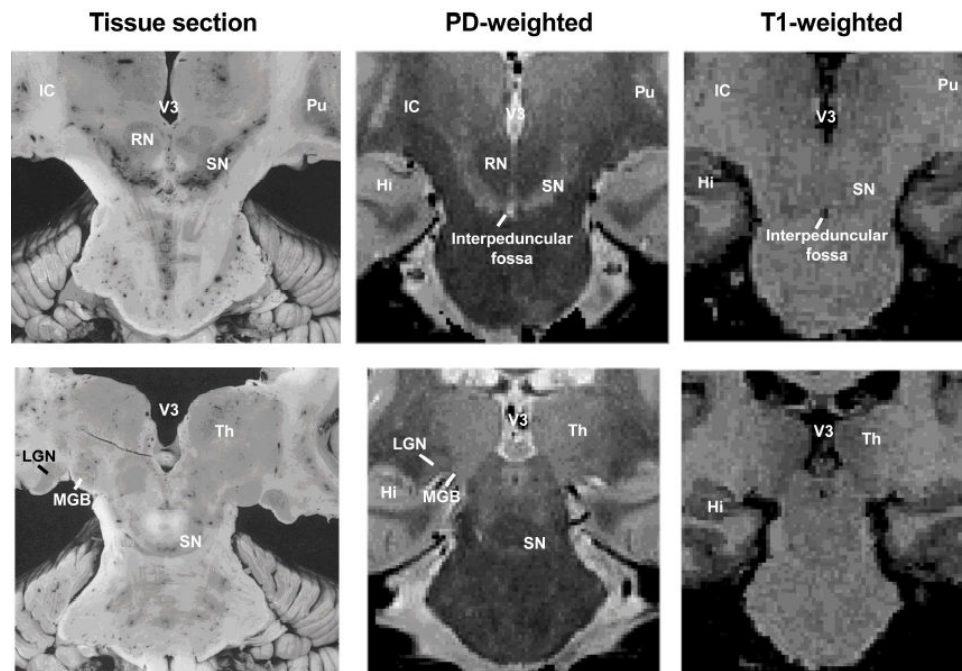 Tissue section
PD-weighted
T1-weighted
IC
V3
Pu
RN
SN
IC
V3
Pu
RN
Hi
SN
Interpeduncular
fossa
IC
V3
Pu
Hi
SN
Interpeduncular
fossa
V3
Th
LGN
MGB
SN
V3
Th
LGN
Hi
MGB
SN
V3
Th
Hi